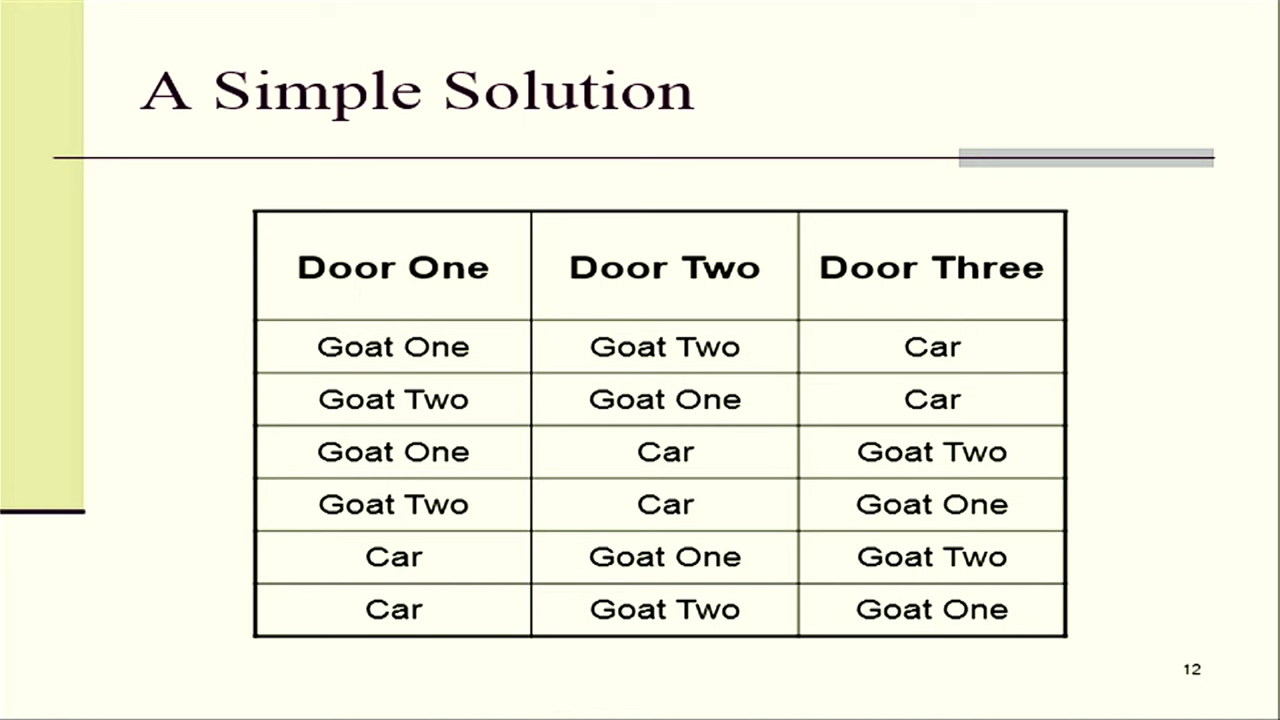 A Simple Solution
Door One Door Two Door Three
Goat One Goat Two Car
Goat Two Goat One Car
Goat One Car Goat Two
Goat Two Car Goat One
Car Goat One Goat Two
Car Goat Two Goat One
12